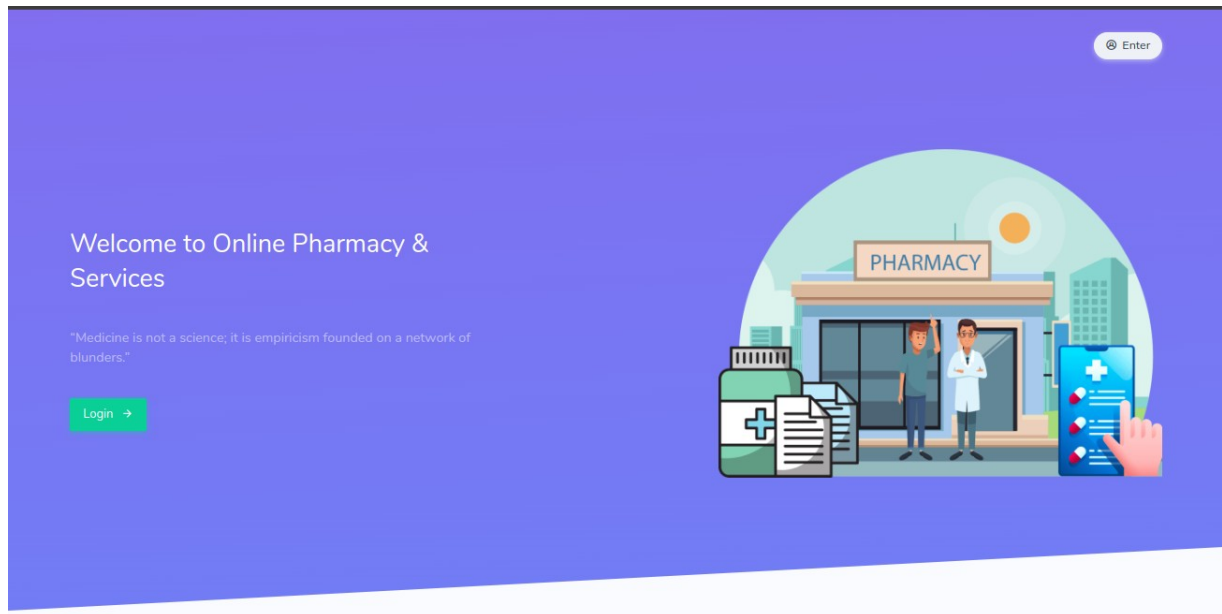 Enter
Welcome to Online Pharmacy &
Services
PHARMACY
"Medicine is not a science; it is empiricism founded on a network of
blunders."
Login →